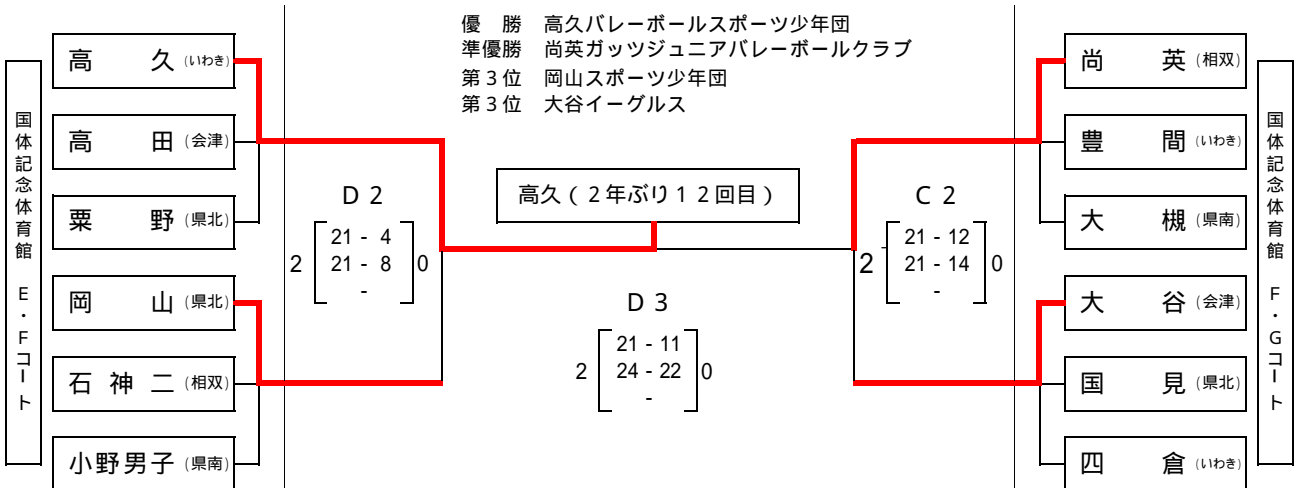 優　勝　高久バレーボールスポーツ少年団
準優勝　尚英ガッツジュニアバレーボールクラブ
第３位　岡山スポーツ少年団
第３位　大谷イーグルス
国体記念体育館　Ｅ・Ｆコート
高　久 (いわき)
高　田 (会津)
粟　野 (県北)
岡　山 (県北)
石神二 (相双)
小野男子 (県南)
Ｄ２
2 21 - 4 0
21 - 8
-
高久（２年ぶり１２回目）
Ｄ３
21 - 11
2 24 - 22 0
-
Ｃ２
21 - 12
2 21 - 14 0
-
尚　英 (相双)
豊　間 (いわき)
大　槻 (県南)
大　谷 (会津)
国　見 (県北)
四　倉 (いわき)
国体記念体育館　Ｆ・Ｇコート